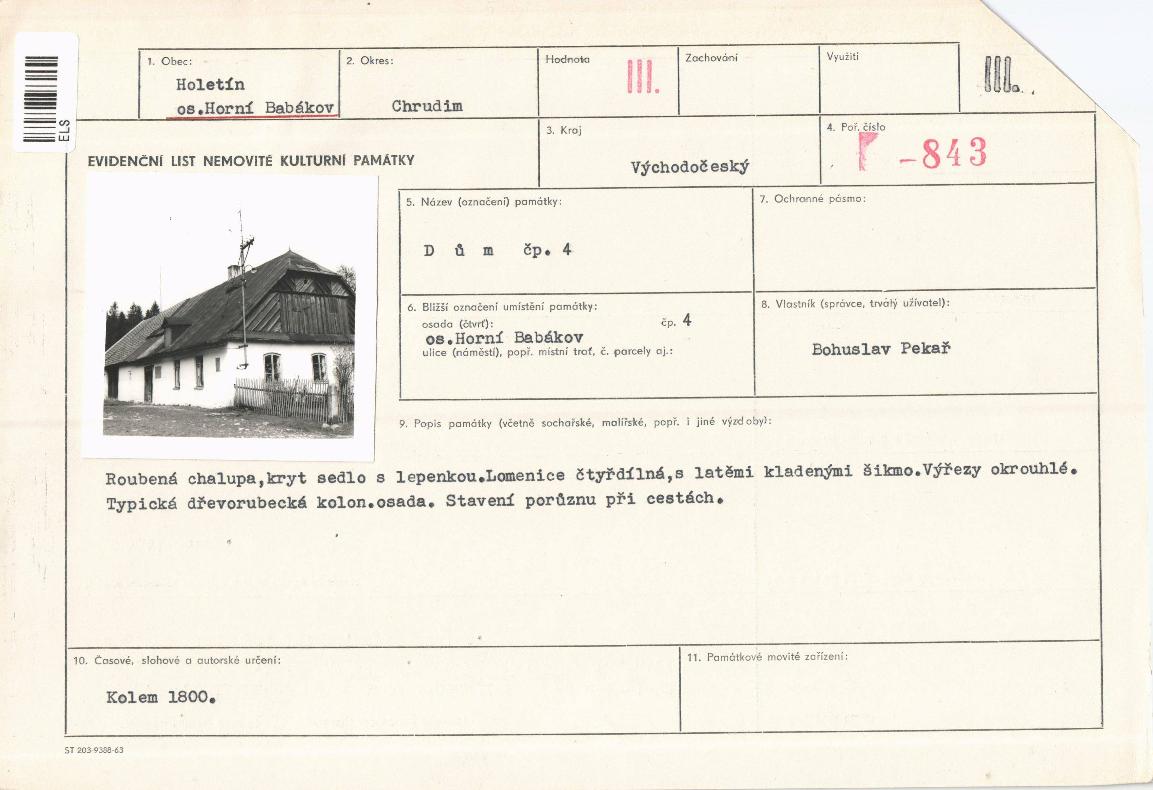 ELS
1. Obec:
Holetín
os.Horní Babákov
2. Okres:
Chrudim
Hodnota
III.
Zachování
Využití
III.
3. Kraj
Východočeský
4. Poř. číslo
-843
EVIDENČNÍ LIST NEMOVITÉ KULTURNÍ PAMÁTKY
5. Název (označení) památky:
D ů m čp. 4
7. Ochranné pásmo:
6. Bližší označení umístění památky:
osada (čtvrť): čp. 4
os.Horní Babákov
ulice (náměstí), popř. místní trať, č. parcely aj.:
8. Vlastník (správce, trvalý uživatel):
Bohuslav Pekař
9. Popis památky (včetně sochařské, malířské, popř. i jiné výzdoby):
Roubená chalupa,kryt sedlo s lepenkou.Lomenice čtyřdílná,s latěmi kladenými šikmo.Výřezy okrouhlé.
Typická dřevorubecká kolon.osada. Stavení porůznu při cestách.
10. Časové, slohové a autorské určení:
Kolem 1800.
11. Památkové movité zařízení:
ST 203-9388-63